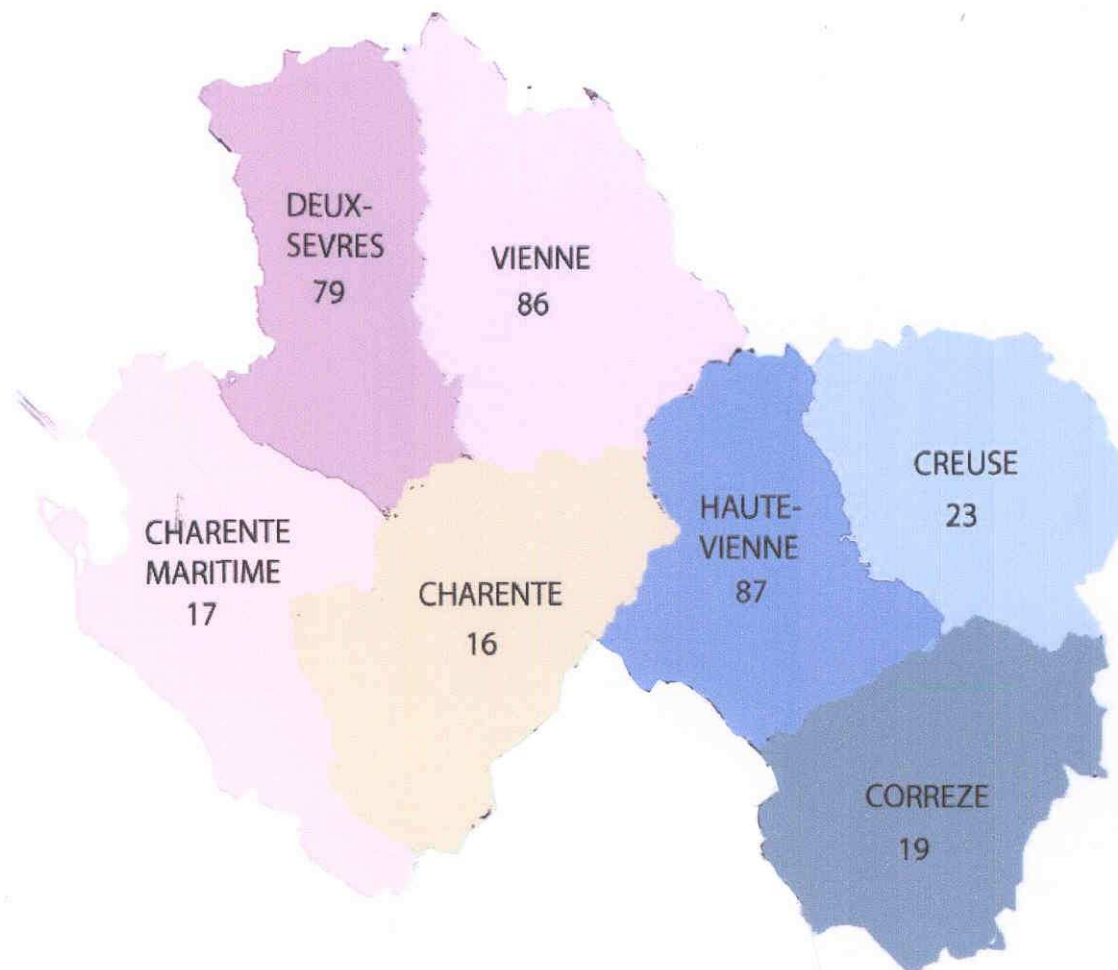 DEUX-
SEVRES
79
VIENNE
86
CHARENTE
MARITIME
17
CHARENTE
16
HAUTE-
VIENNE
87
CREUSE
23
CORREZE
19